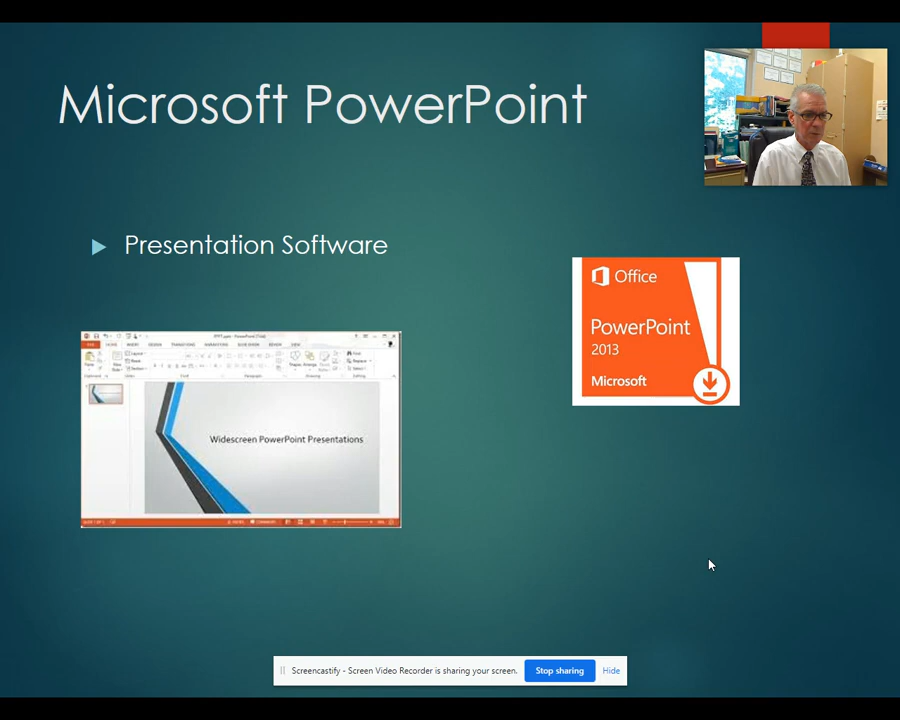 Microsoft PowerPoint
Presentation Software
Office
PowerPoint
2013
Microsoft
Widescreen PowerPoint Presentations
Screencastify - Screen Video Recorder is sharing your screen.
Stop sharing
Hide